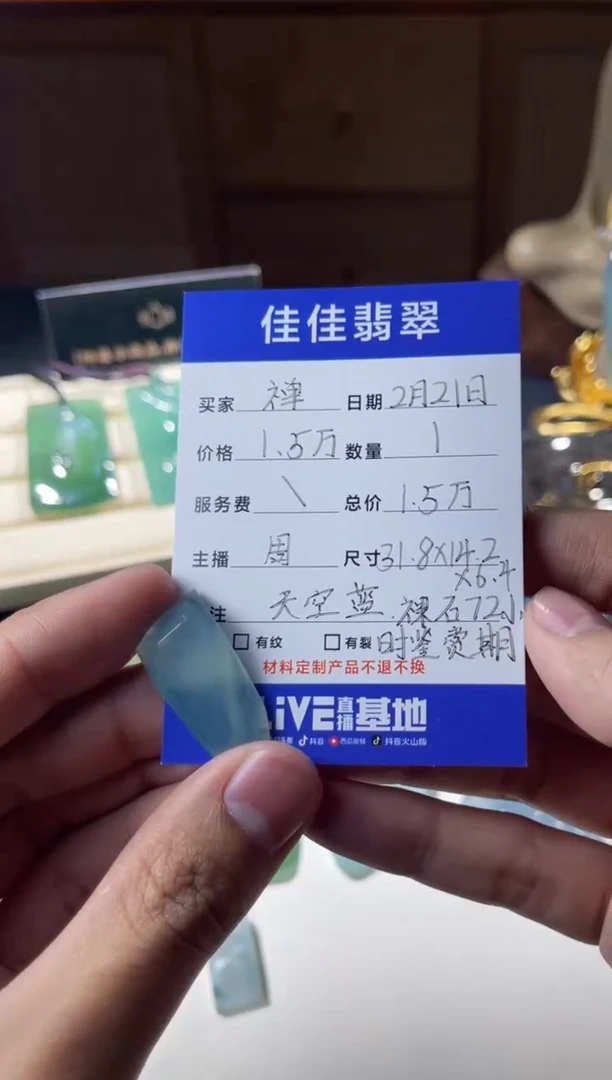 佳佳翡翠
买家 禅 日期 2月21日
价格 1.5万 数量 1
服务费 \ 总价 1.5万
主播 周 尺寸 31.8X14.2
X6.4
注 天空蓝.裸石72小
有纹 有裂 时鉴赏期
材料定制产品不退不换
LiVE直播基地
抖音 西瓜视频 抖音火山版